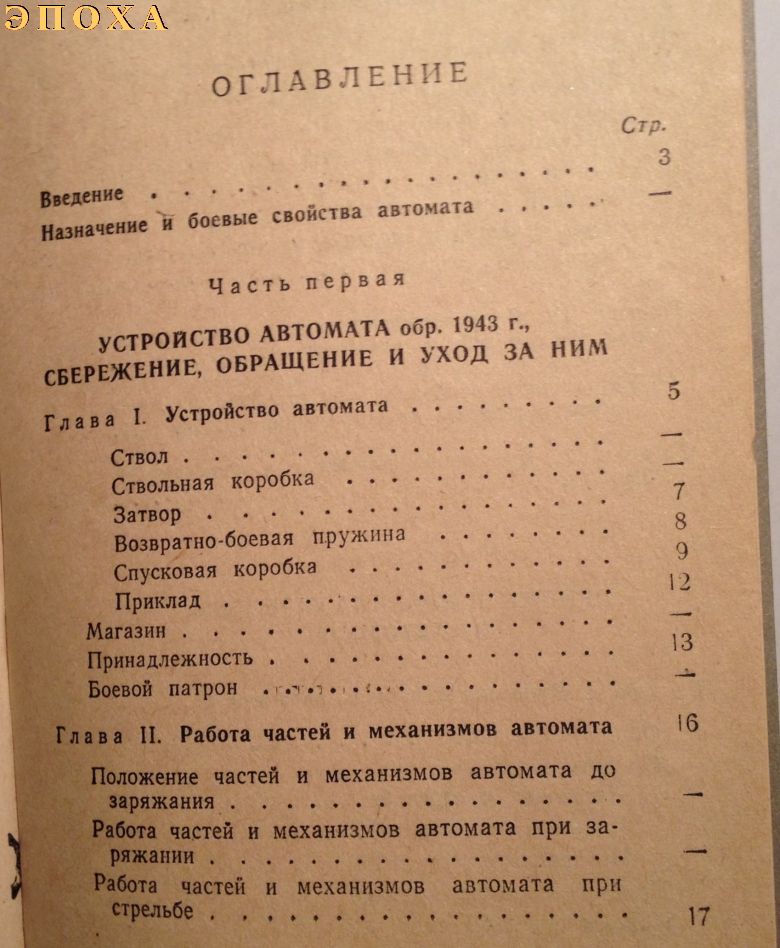 ЭПОХА
ОГЛАВЛЕНИЕ
Стр.
Введение . . . . . . . . . . . . . . . . . 3
Назначение и боевые свойства автомата . . . . . —
Часть первая
УСТРОЙСТВО АВТОМАТА обр. 1943 г.,
СБЕРЕЖЕНИЕ, ОБРАЩЕНИЕ И УХОД ЗА НИМ
Глава I. Устройство автомата . . . . . . . . . 5
Ствол . . . . . . . . . . . . . . . —
Ствольная коробка . . . . . . . . . . —
Затвор . . . . . . . . . . . . . . 7
Возвратно-боевая пружина . . . . . . . 8
Спусковая коробка . . . . . . . . . . 9
Приклад . . . . . . . . . . . . . . 12
Магазин . . . . . . . . . . . . . . . —
Принадлежность . . . . . . . . . . . . 13
Боевой патрон . . . . . . . . . . . . . —
Глава II. Работа частей и механизмов автомата 16
Положение частей и механизмов автомата до
заряжания . . . . . . . . . . . . . . —
Работа частей и механизмов автомата при за-
ряжании . . . . . . . . . . . . . . . —
Работа частей и механизмов автомата при
стрельбе . . . . . . . . . . . . . . . 17